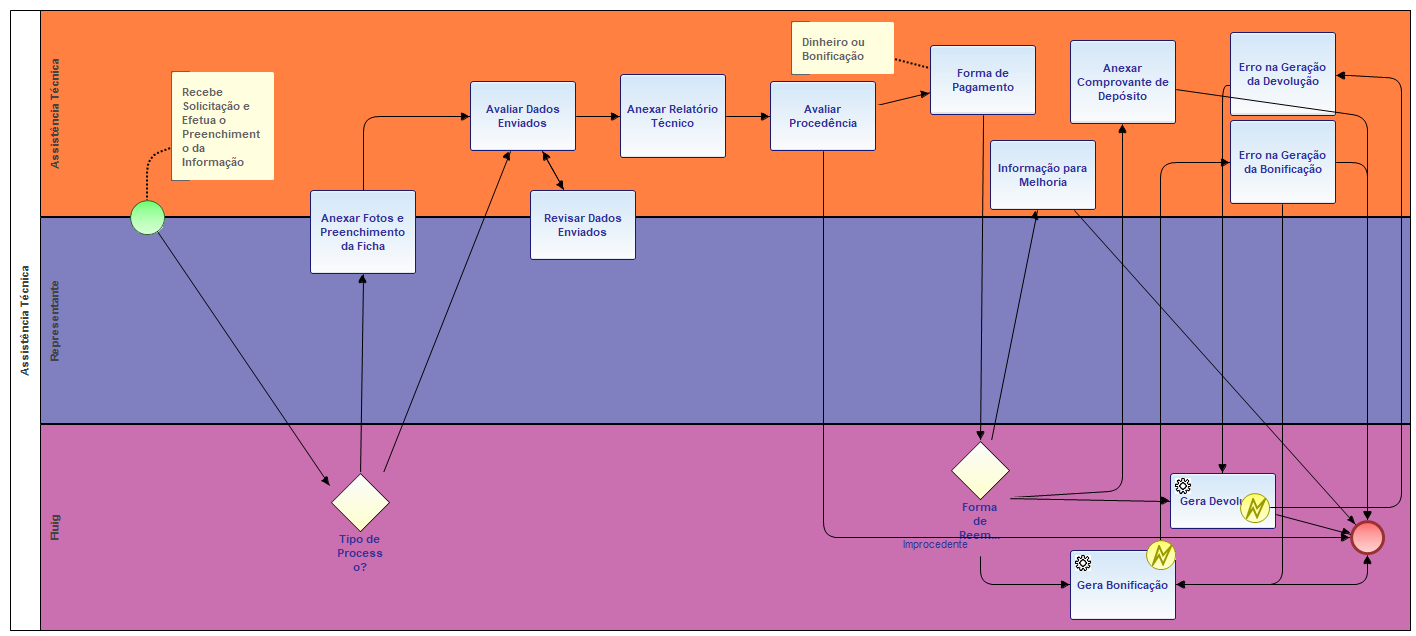 Assistência Técnica
Assistência Técnica
Representante
Fluig
Recebe
Solicitação e
Efetua o
Preenchiment
o da
Informação
Anexar Fotos e
Preenchimento
da Ficha
Avaliar Dados
Enviados
Revisar Dados
Enviados
Anexar Relatório
Técnico
Avaliar
Procedência
Dinheiro ou
Bonificação
Forma de
Pagamento
Informação para
Melhoria
Anexar
Comprovante de
Depósito
Erro na Geração
da Devolução
Erro na Geração
da Bonificação
Tipo de
Process
o?
Forma
de
Reem...
Improcedente
Gera Devolu
Gera Bonificação